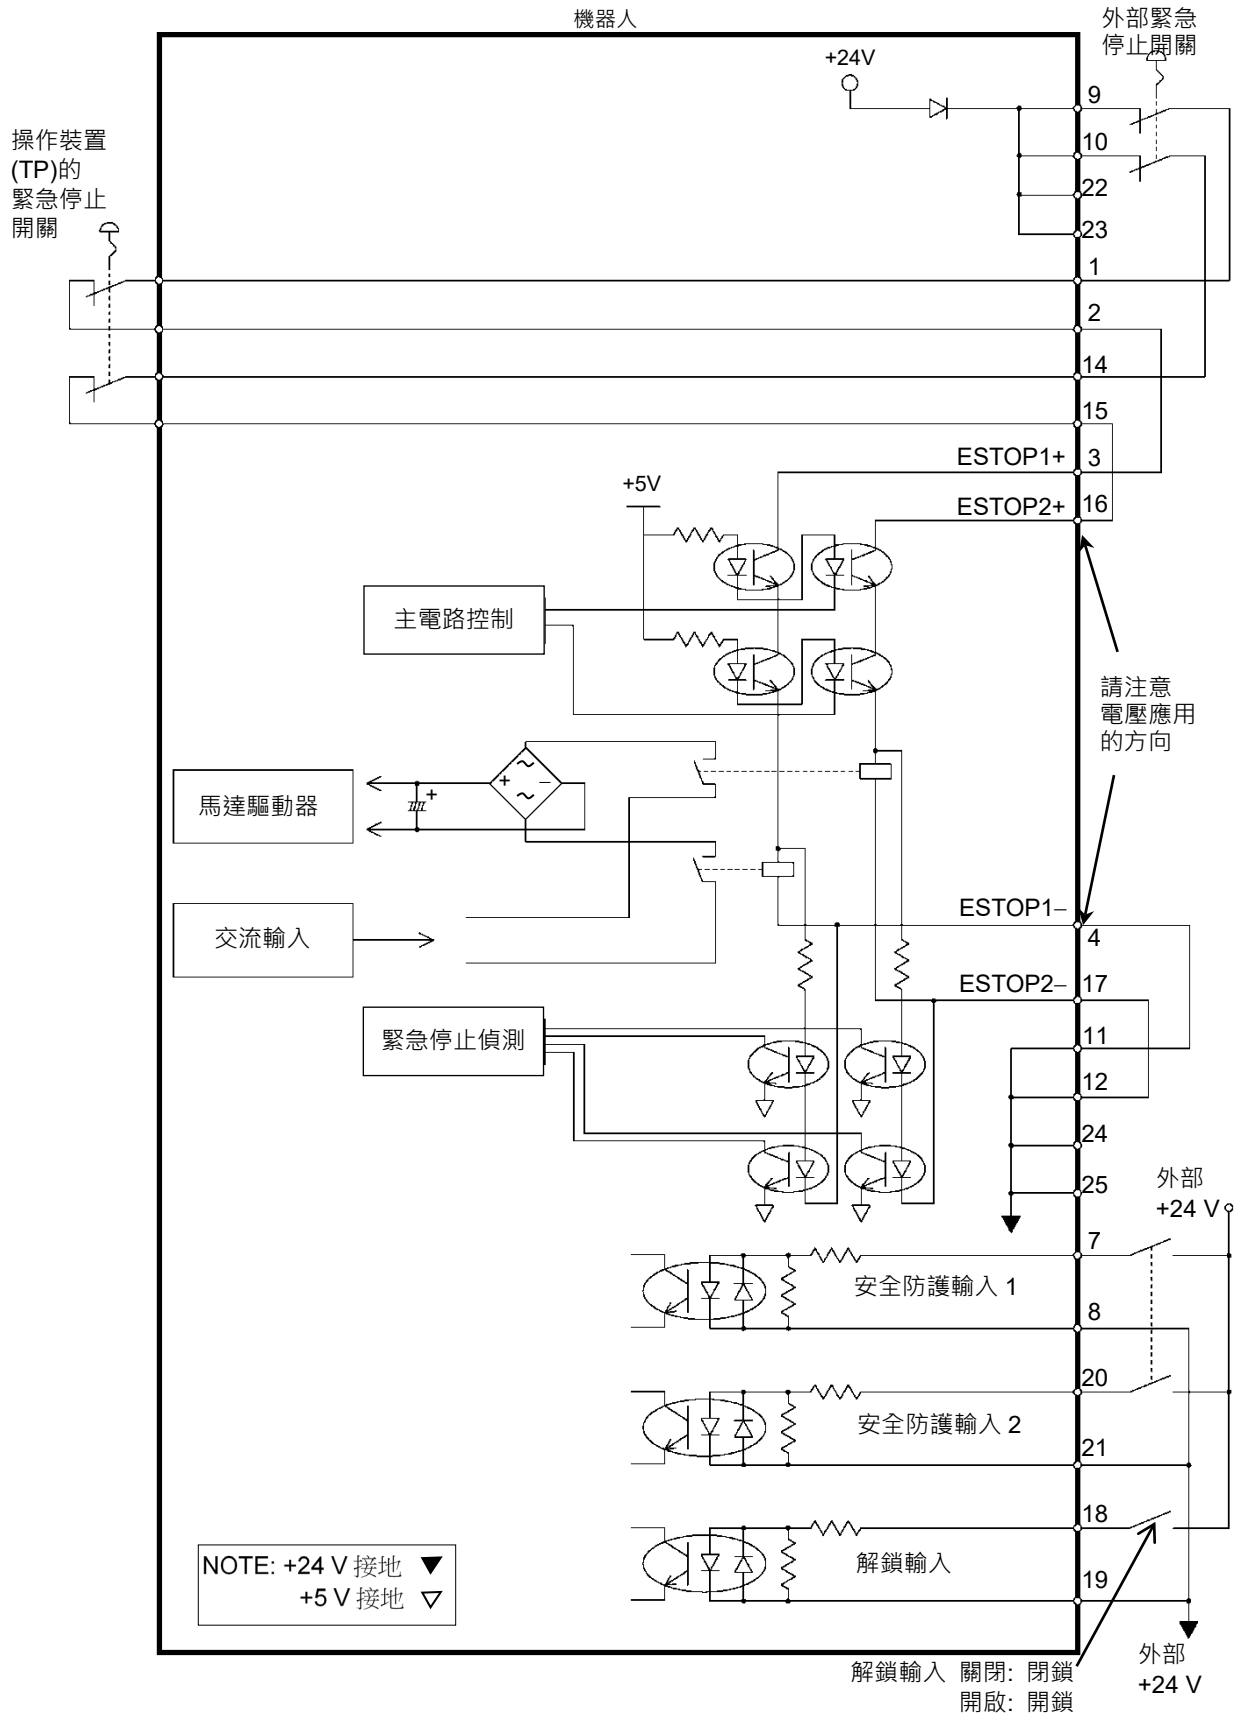 機器人
外部緊急
停止開關
+24V
9
操作裝置
(TP)的
緊急停止
開關
10
22
23
1
2
14
15
ESTOP1+ 3
+5V
ESTOP2+ 16
主電路控制
請注意
電壓應用
的方向
+
−
+
馬達驅動器
ESTOP1−
交流輸入
4
ESTOP2− 17
緊急停止偵測
11
12
24
25
外部
+24 V
7
安全防護輸入 1
8
20
安全防護輸入 2
21
18
解鎖輸入
19
NOTE: +24 V 接地 ▼
+5 V 接地 ▽
外部
+24 V
解鎖輸入 關閉: 閉鎖
開啟: 開鎖